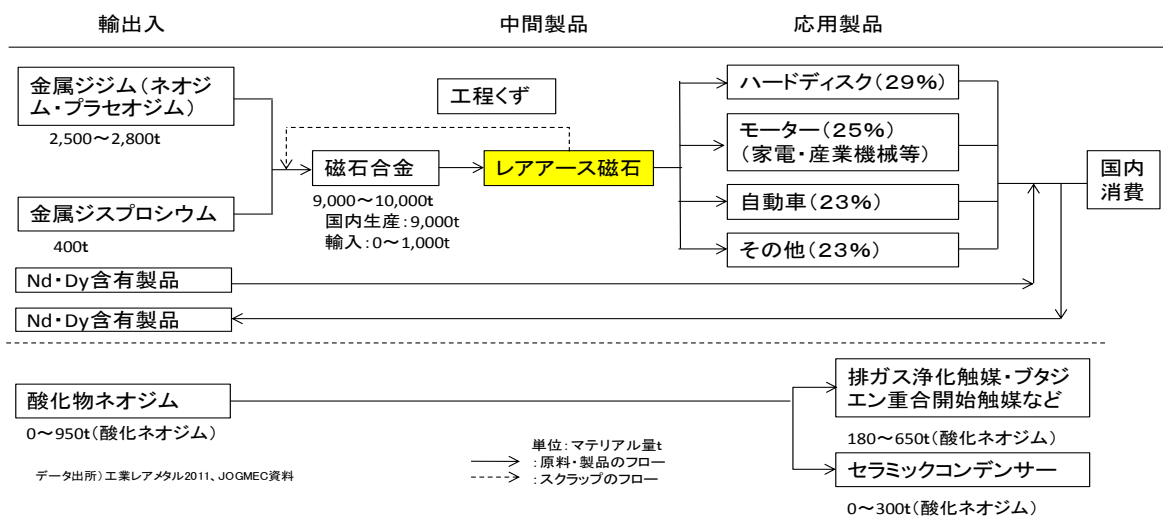 輸出入
中間製品
応用製品
金属ジジム（ネオジ
ム・プラセオジム）
2,500～2,800t
金属ジスプロシウム
400t
工程くず
磁石合金
9,000～10,000t
国内生産：9,000t
輸入：0～1,000t
レアアース磁石
ハードディスク（29％）
モーター（25％）
（家電・産業機械等）
自動車（23％）
その他（23％）
国内
消費
Nd・Dy含有製品
Nd・Dy含有製品
酸化物ネオジム
0～950t（酸化ネオジム）
排ガス浄化触媒・ブタジ
エン重合開始触媒など
180～650t（酸化ネオジム）
セラミックコンデンサー
0～300t（酸化ネオジム）
単位：マテリアル量t
：原料・製品のフロー
：スクラップのフロー
データ出所）工業レアメタル2011、JOGMEC資料